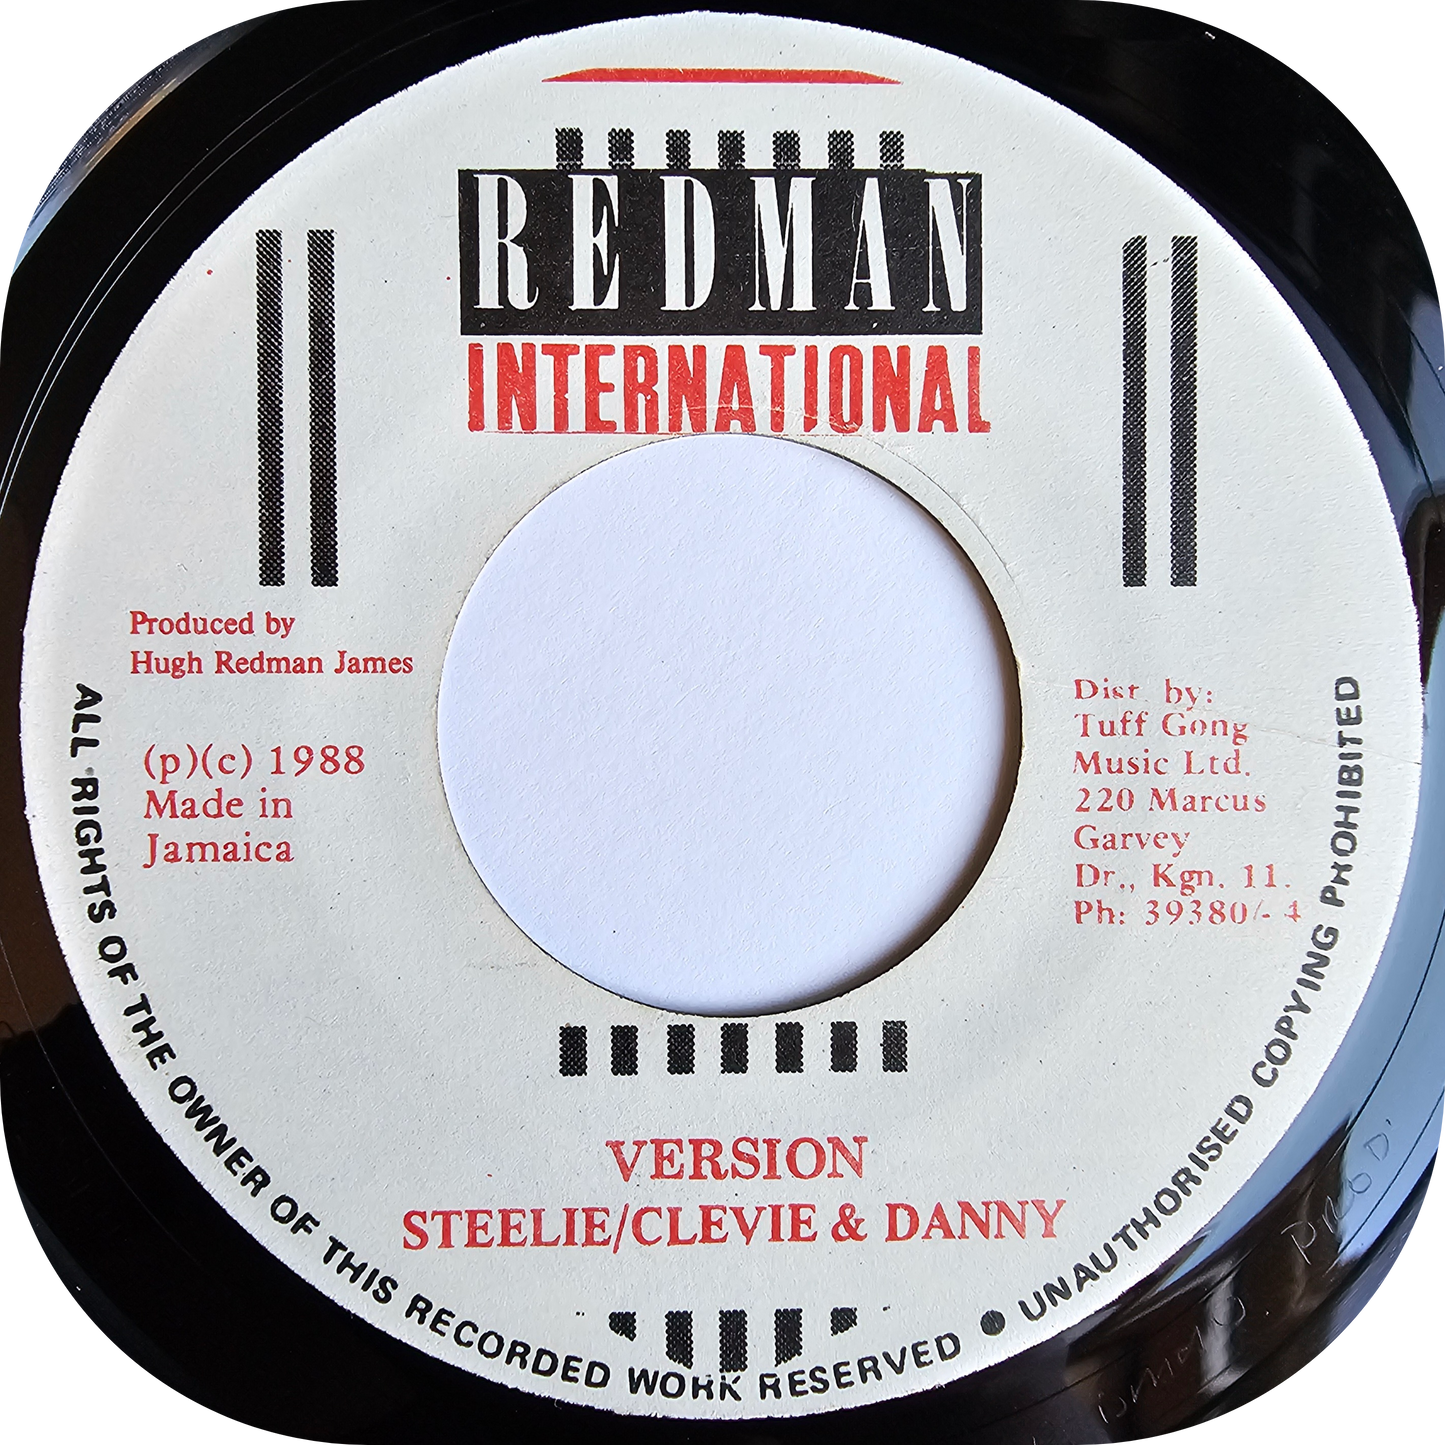 REDMAN
INTERNATIONAL
Produced by
Hugh Redman James
(p)(c) 1988
Made in
Jamaica
Dist by:
Tuff Gong
Music Ltd.
220 Marcus
Garvey
Dr., Kgn. 11.
Ph: 39380/- 4
VERSION
STEELIE/CLEVIE & DANNY
ALL RIGHTS OF THE OWNER OF THIS RECORDED WORK RESERVED ● UNAUTHORISED COPYING PROHIBITED